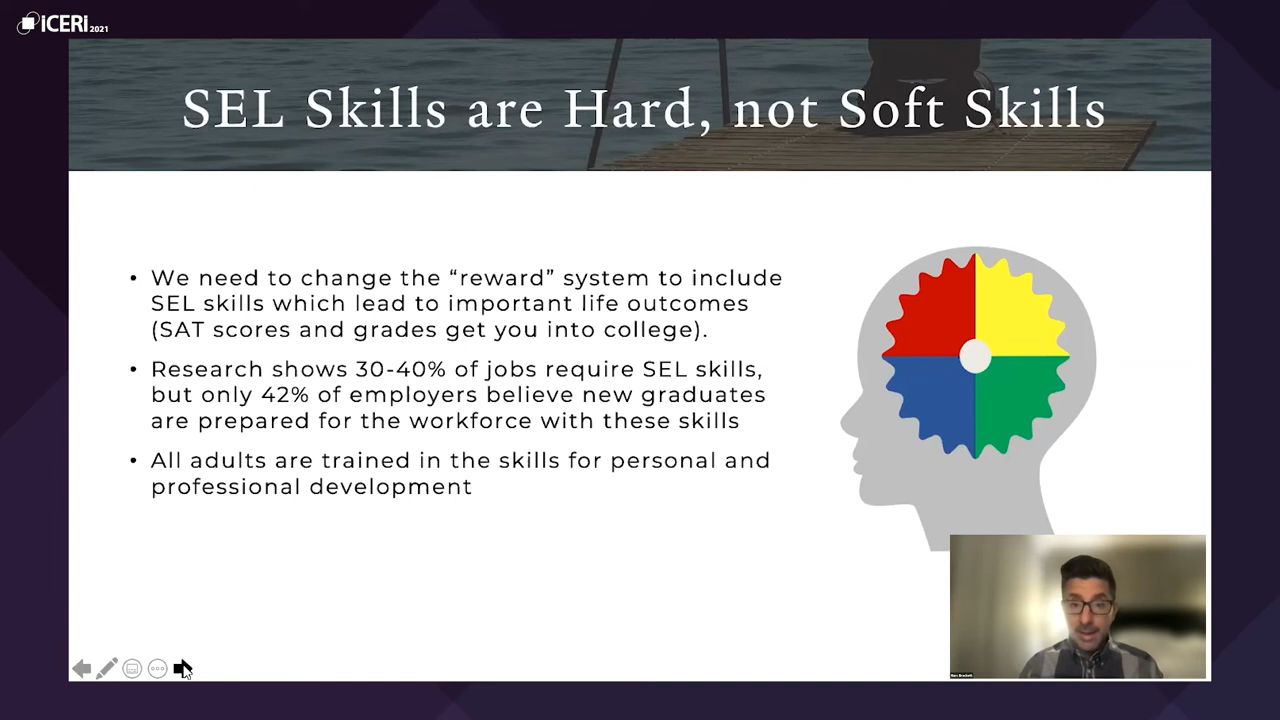 iCERi2021
SEL Skills are Hard, not Soft Skills
• We need to change the “reward” system to include
SEL skills which lead to important life outcomes
(SAT scores and grades get you into college).
• Research shows 30-40% of jobs require SEL skills,
but only 42% of employers believe new graduates
are prepared for the workforce with these skills
• All adults are trained in the skills for personal and
professional development
Marc Brackett